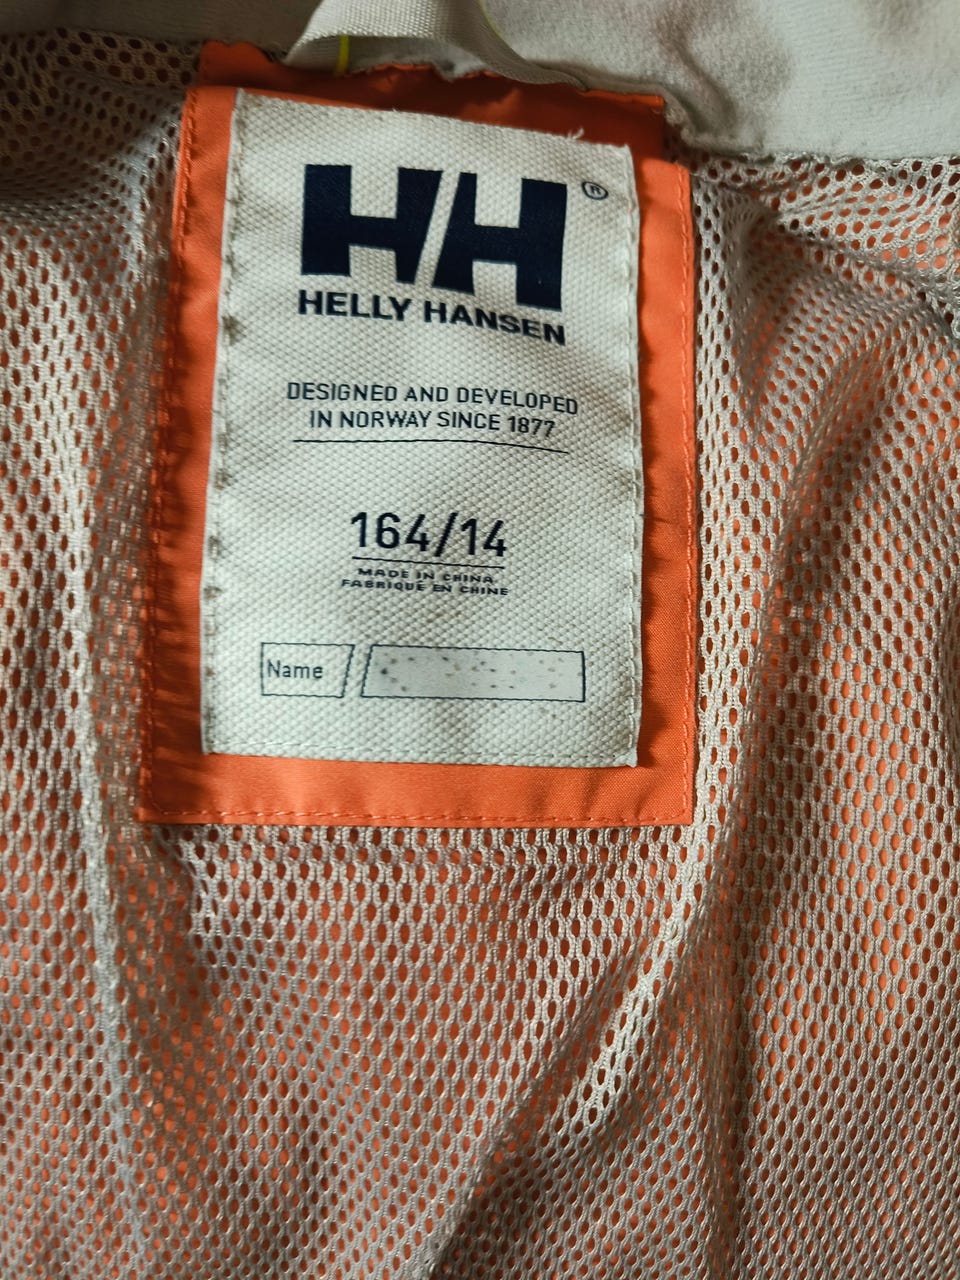 HH®
HELLY HANSEN
DESIGNED AND DEVELOPED
IN NORWAY SINCE 1877
164/14
MADE IN CHINA
FABRIQUE EN CHINE
Name